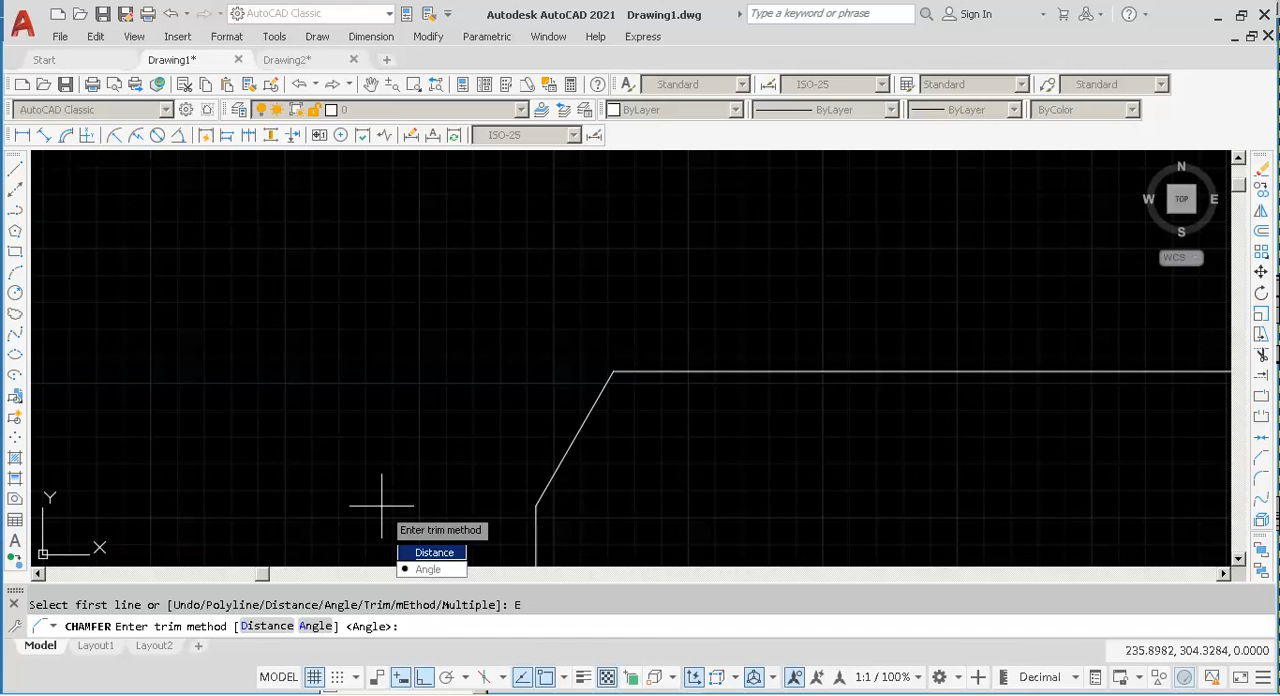 AutoCAD Classic
Autodesk AutoCAD 2021 Drawing1.dwg
Type a keyword or phrase
Sign In
File Edit View Insert Format Tools Draw Dimension Modify Parametric Window Help Express
Start
Drawing1*
Drawing2*
Standard
ISO-25
Standard
Standard
AutoCAD Classic
0
ByLayer
ByLayer
ByLayer
ByColor
ISO-25
N
W TOP E
S
WCS
Y
X
Enter trim method
Distance
Angle
Select first line or [Undo/Polyline/Distance/Angle/Trim/mEthod/Multiple]: E
CHAMFER Enter trim method [Distance Angle] <Angle>:
Model Layout1 Layout2 +
235.8982, 304.3284, 0.0000
MODEL
1:1 / 100%
Decimal